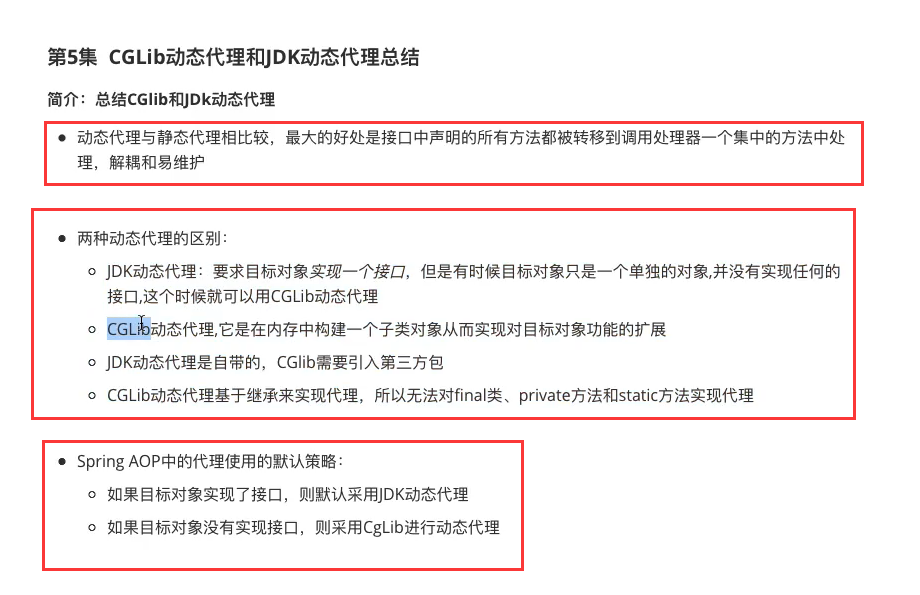 第5集 CGLib动态代理和JDK动态代理总结
简介：总结CGlib和JDk动态代理
动态代理与静态代理相比较，最大的好处是接口中声明的所有方法都被转移到调用处理器一个集中的方法中处
理，解耦和易维护
两种动态代理的区别：
JDK动态代理：要求目标对象实现一个接口，但是有时候目标对象只是一个单独的对象,并没有实现任何的
接口,这个时候就可以用CGLib动态代理
CGLib动态代理,它是在内存中构建一个子类对象从而实现对目标对象功能的扩展
JDK动态代理是自带的，CGlib需要引入第三方包
CGLib动态代理基于继承来实现代理，所以无法对final类、private方法和static方法实现代理
Spring AOP中的代理使用的默认策略：
如果目标对象实现了接口，则默认采用JDK动态代理
如果目标对象没有实现接口，则采用CgLib进行动态代理